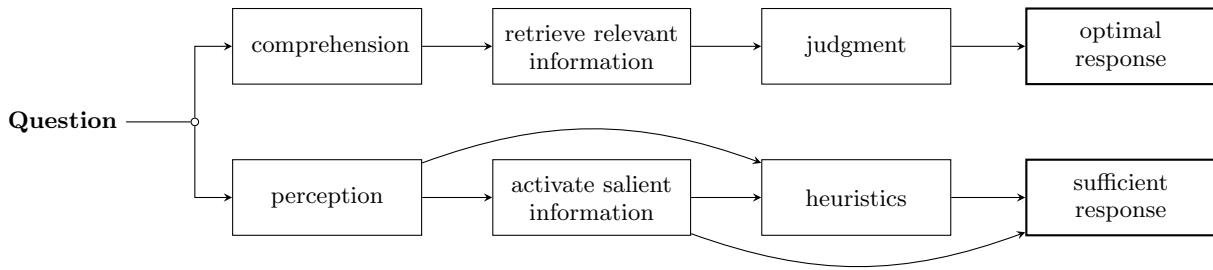 comprehension
retrieve relevant
information
judgment
optimal
response
Question
perception
activate salient
information
heuristics
sufficient
response